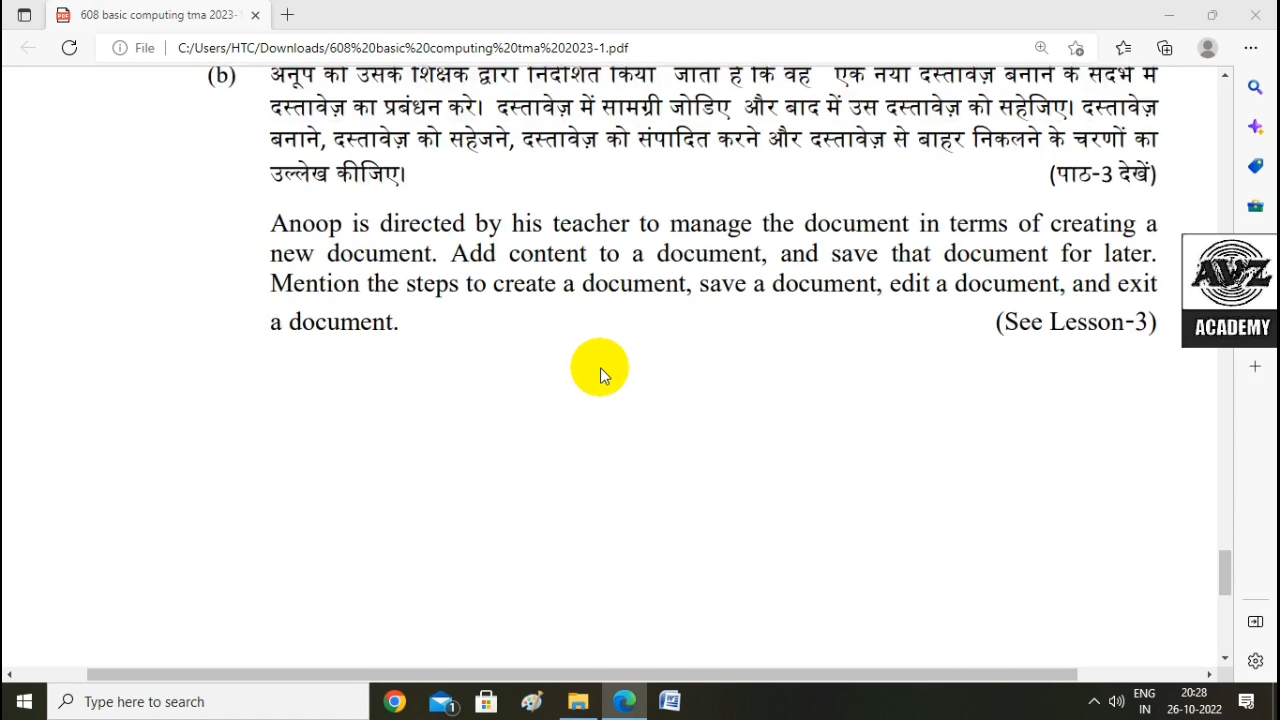 608 basic computing tma 2023-1
File
C:/Users/HTC/Downloads/608%20basic%20computing%20tma%202023-1.pdf
(b) अनूप को उसके शिक्षक द्वारा निर्देशित किया जाता है कि वह एक नया दस्तावेज़ बनाने के संदर्भ में
दस्तावेज़ का प्रबंधन करे। दस्तावेज़ में सामग्री जोडिए और बाद में उस दस्तावेज़ को सहेजिए। दस्तावेज़
बनाने, दस्तावेज़ को सहेजने, दस्तावेज़ को संपादित करने और दस्तावेज़ से बाहर निकलने के चरणों का
उल्लेख कीजिए। (पाठ-3 देखें)
Anoop is directed by his teacher to manage the document in terms of creating a
new document. Add content to a document, and save that document for later.
Mention the steps to create a document, save a document, edit a document, and exit
a document. (See Lesson-3)
AVZ
ACADEMY
Type here to search
1
ENG
IN
20:28
26-10-2022